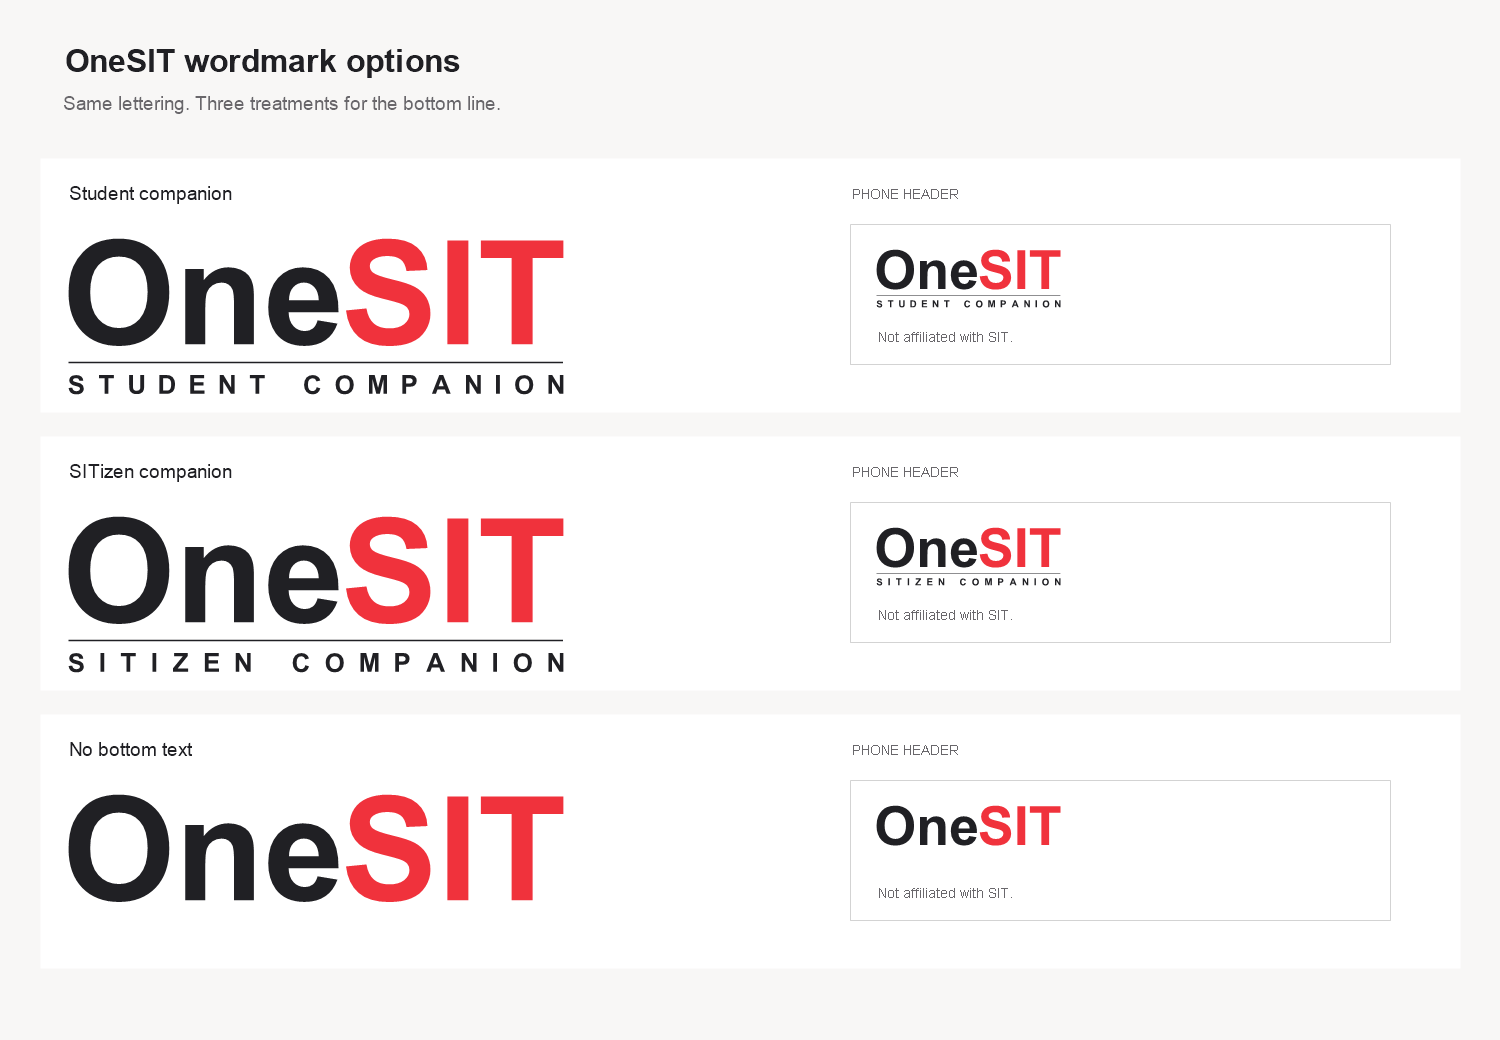 OneSIT wordmark options
Same lettering. Three treatments for the bottom line.
Student companion
PHONE HEADER
OneSIT
STUDENT COMPANION
OneSIT
STUDENT COMPANION
Not affiliated with SIT.
SITizen companion
PHONE HEADER
OneSIT
SITIZEN COMPANION
OneSIT
SITIZEN COMPANION
Not affiliated with SIT.
No bottom text
PHONE HEADER
OneSIT
OneSIT
Not affiliated with SIT.